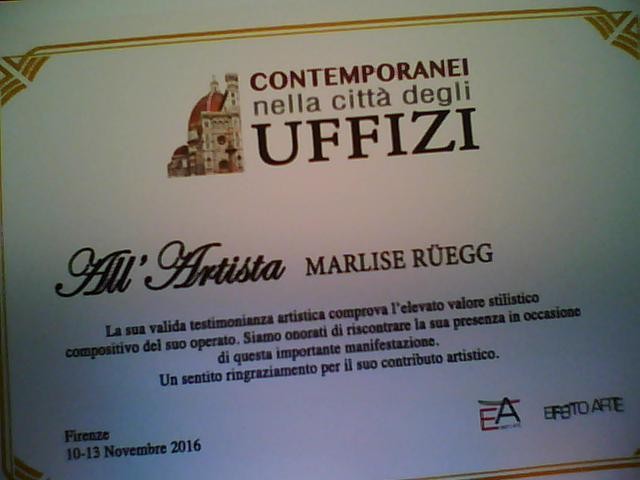 CONTEMPORANEI
nella città degli
UFFIZI
All'Artista MARLISE RÜEGG
La sua valida testimonianza artistica comprova l'elevato valore stilistico
compositivo del suo operato. Siamo onorati di riscontrare la sua presenza in occasione
di questa importante manifestazione.
Un sentito ringraziamento per il suo contributo artistico.
EA EFFETTO ARTE
Firenze
10-13 Novembre 2016